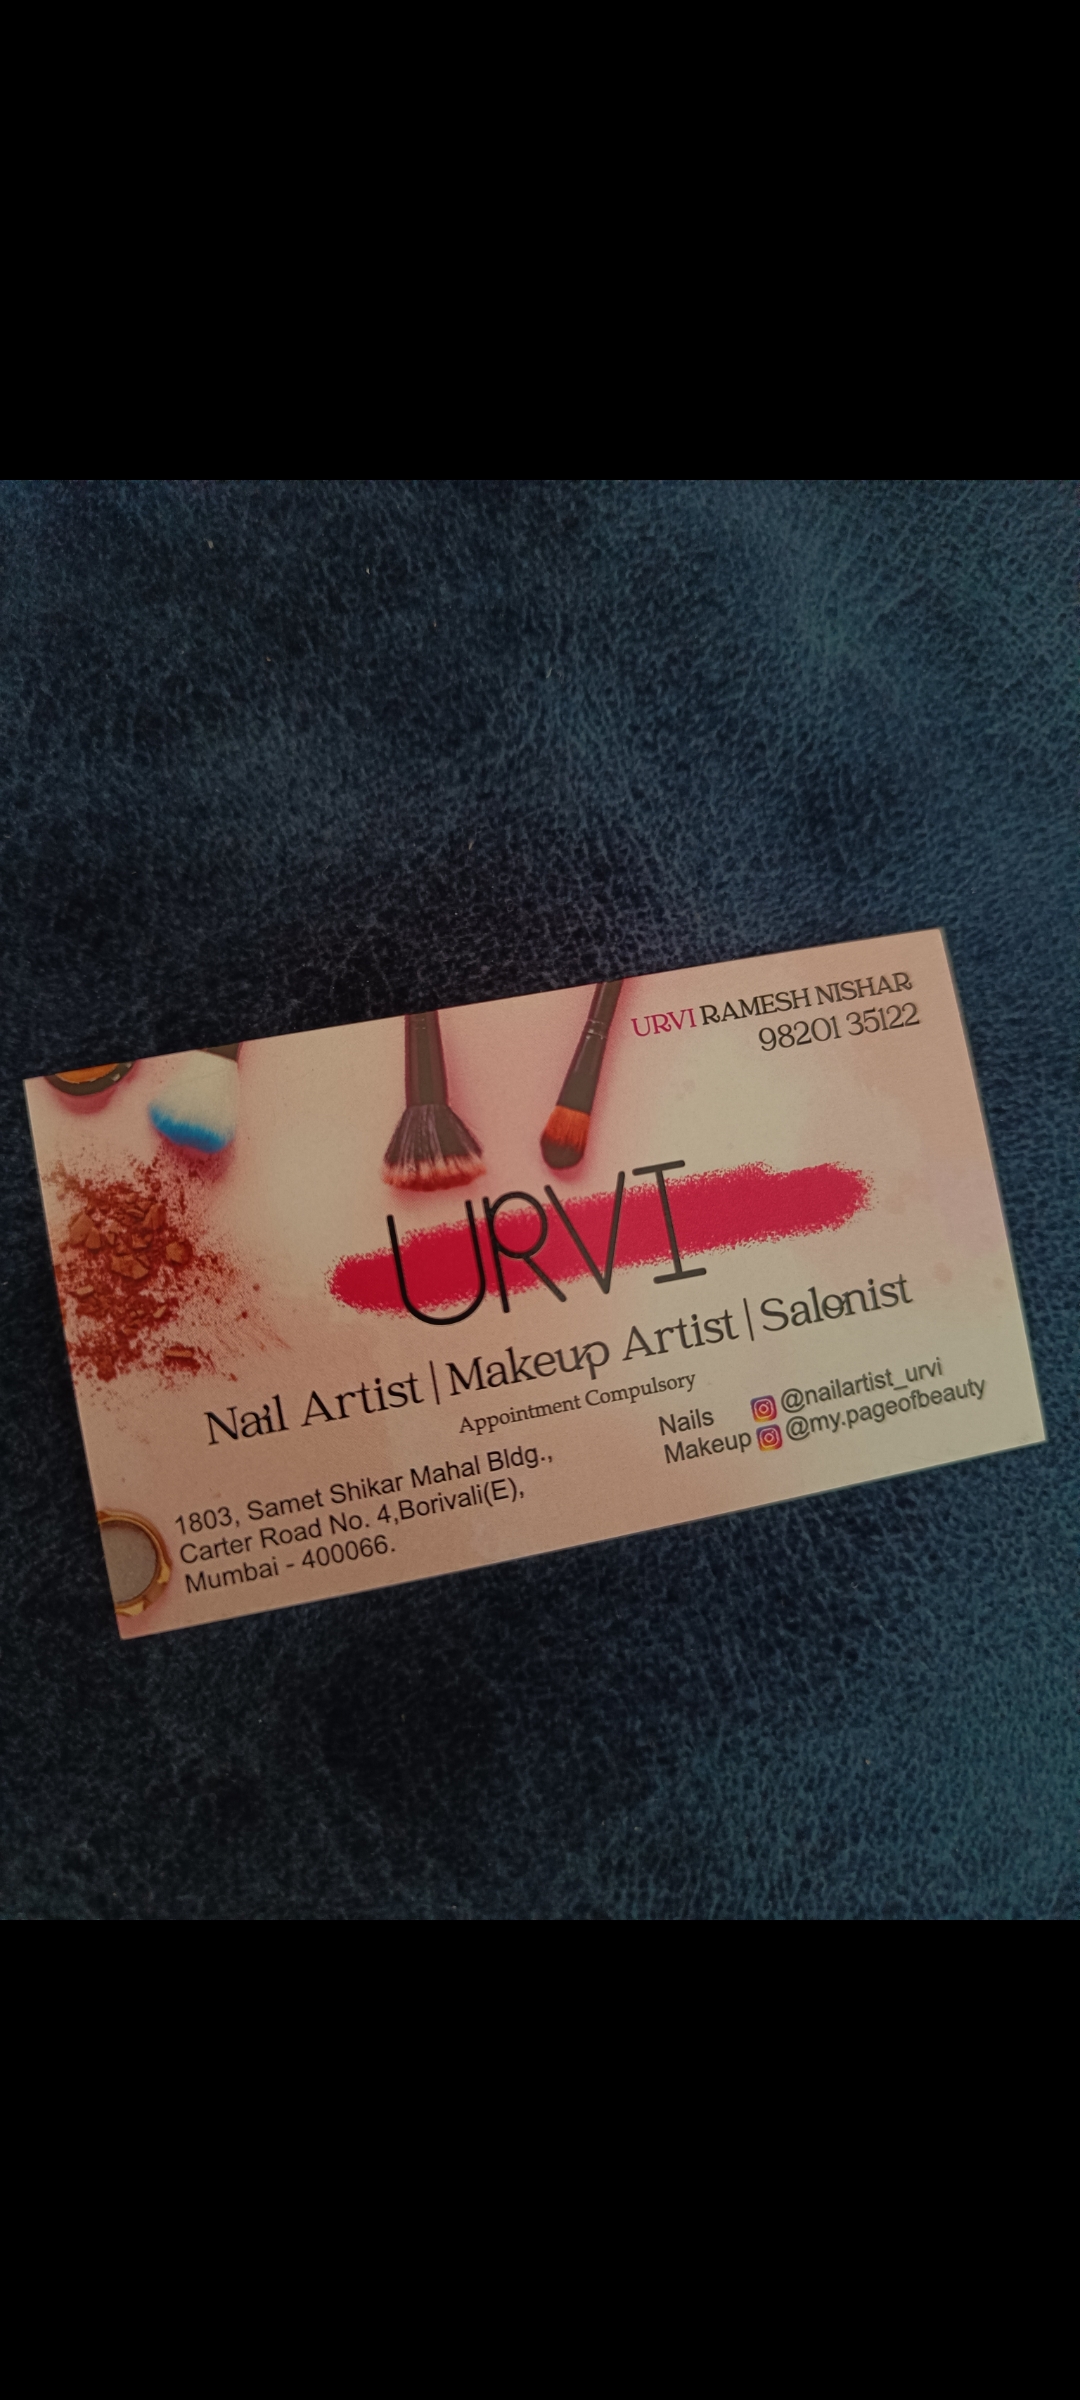 URVI RAMESH NISHAR
98201 35122
URVI
Nail Artist | Makeup Artist | Salonist
Appointment Compulsory
Nails @nailartist_urvi
Makeup @my.pageofbeauty
1803, Samet Shikar Mahal Bldg.,
Carter Road No. 4,Borivali(E),
Mumbai - 400066.